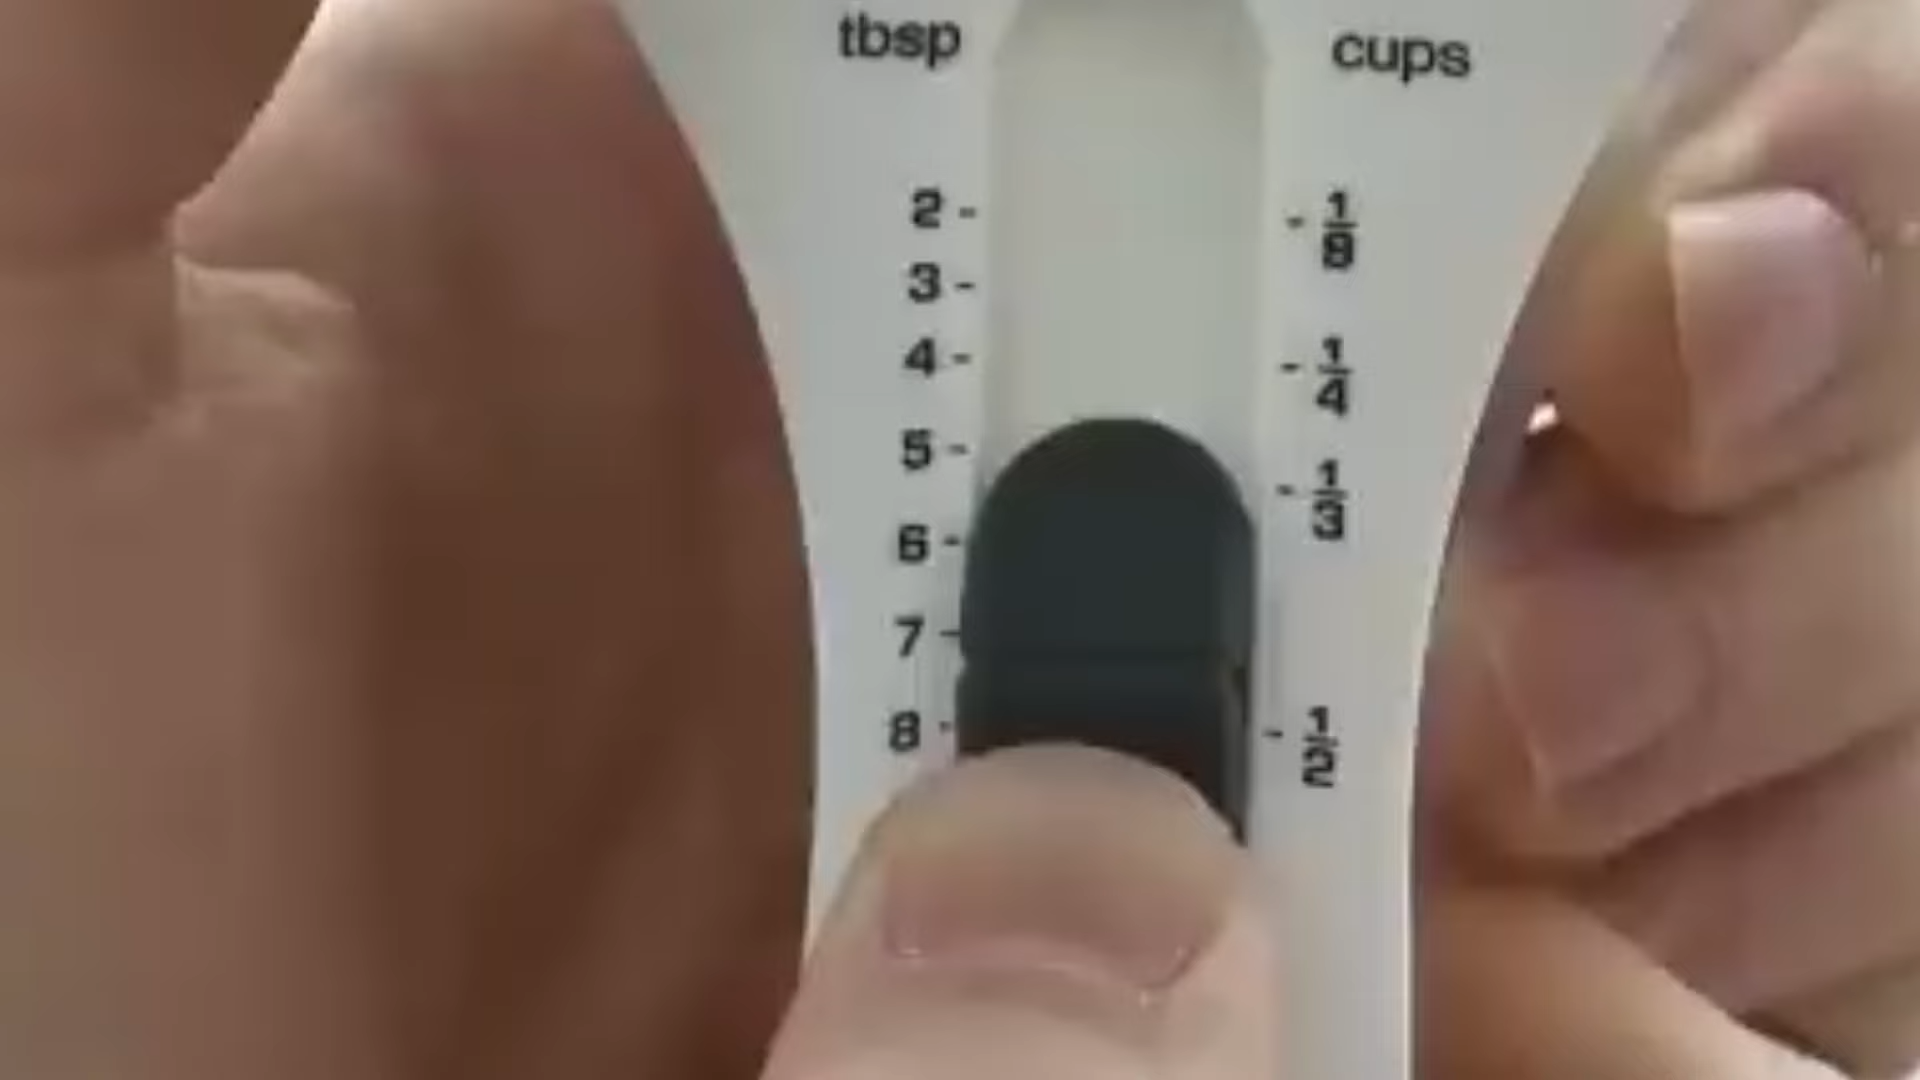 tbsp cups
2 - - 1/8
3 -
4 - - 1/4
5 -
- 1/3
6 -
7 -
8 - - 1/2